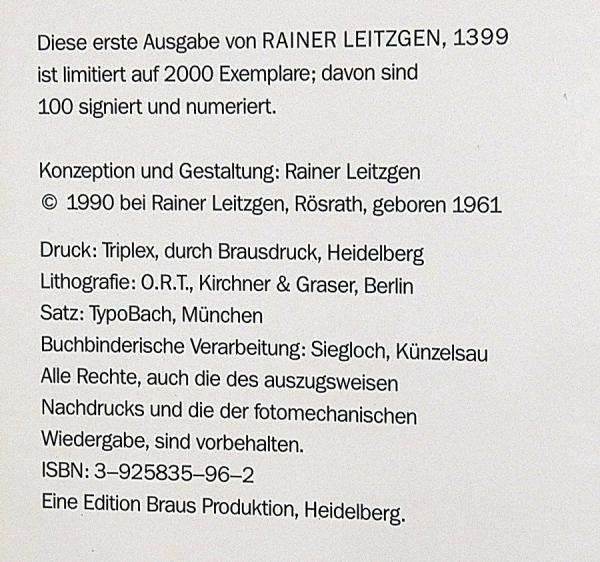 Diese erste Ausgabe von RAINER LEITZGEN, 1399
ist limitiert auf 2000 Exemplare; davon sind
100 signiert und numeriert.
Konzeption und Gestaltung: Rainer Leitzgen
© 1990 bei Rainer Leitzgen, Rösrath, geboren 1961
Druck: Triplex, durch Brausdruck, Heidelberg
Lithografie: O.R.T., Kirchner & Graser, Berlin
Satz: TypoBach, München
Buchbinderische Verarbeitung: Siegloch, Künzelsau
Alle Rechte, auch die des auszugsweisen
Nachdrucks und die der fotomechanischen
Wiedergabe, sind vorbehalten.
ISBN: 3–925835–96–2
Eine Edition Braus Produktion, Heidelberg.